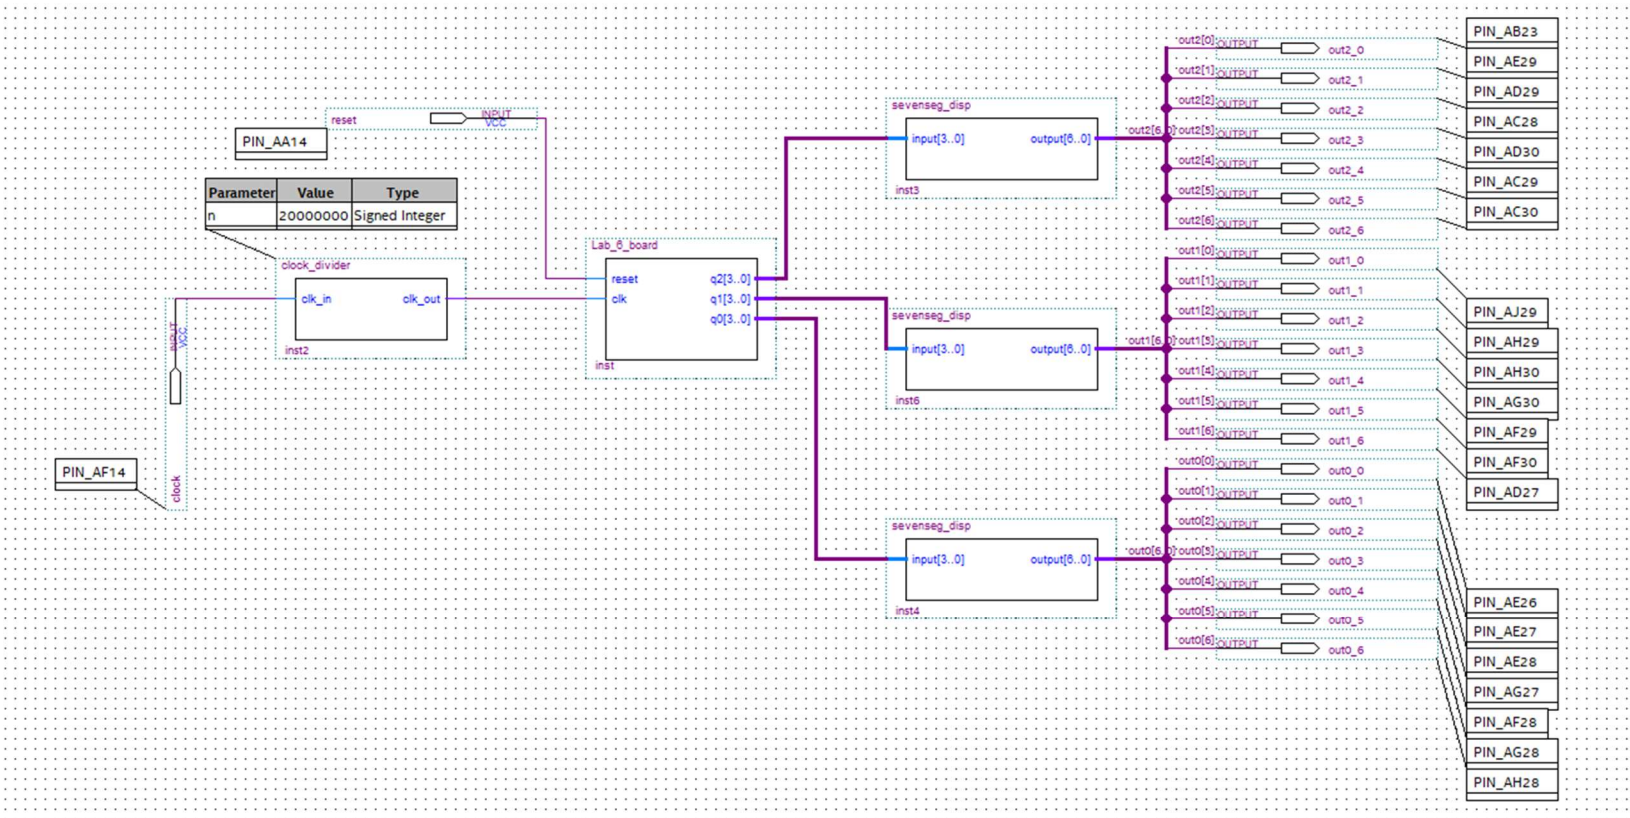 reset
INPUT
VCC
PIN_AA14
Parameter Value Type
n 20000000 Signed Integer
clock_divider
clk_in clk_out
inst2
INPUT
VCC
clock
PIN_AF14
Lab_6_board
reset q2[3..0]
clk q1[3..0]
q0[3..0]
inst
sevenseg_disp
input[3..0] output[6..0]
inst3
sevenseg_disp
input[3..0] output[6..0]
inst6
sevenseg_disp
input[3..0] output[6..0]
inst4
out2[0] OUTPUT out2_0
out2[1] OUTPUT out2_1
out2[2] OUTPUT out2_2
out2[6..0] out2[3] OUTPUT out2_3
out2[4] OUTPUT out2_4
out2[5] OUTPUT out2_5
out2[6] OUTPUT out2_6
out1[0] OUTPUT out1_0
out1[1] OUTPUT out1_1
out1[2] OUTPUT out1_2
out1[6..0] out1[3] OUTPUT out1_3
out1[4] OUTPUT out1_4
out1[5] OUTPUT out1_5
out1[6] OUTPUT out1_6
out0[0] OUTPUT out0_0
out0[1] OUTPUT out0_1
out0[2] OUTPUT out0_2
out0[6..0] out0[3] OUTPUT out0_3
out0[4] OUTPUT out0_4
out0[5] OUTPUT out0_5
out0[6] OUTPUT out0_6
PIN_AB23
PIN_AE29
PIN_AD29
PIN_AC28
PIN_AD30
PIN_AC29
PIN_AC30
PIN_AJ29
PIN_AH29
PIN_AH30
PIN_AG30
PIN_AF29
PIN_AF30
PIN_AD27
PIN_AE26
PIN_AE27
PIN_AE28
PIN_AG27
PIN_AF28
PIN_AG28
PIN_AH28